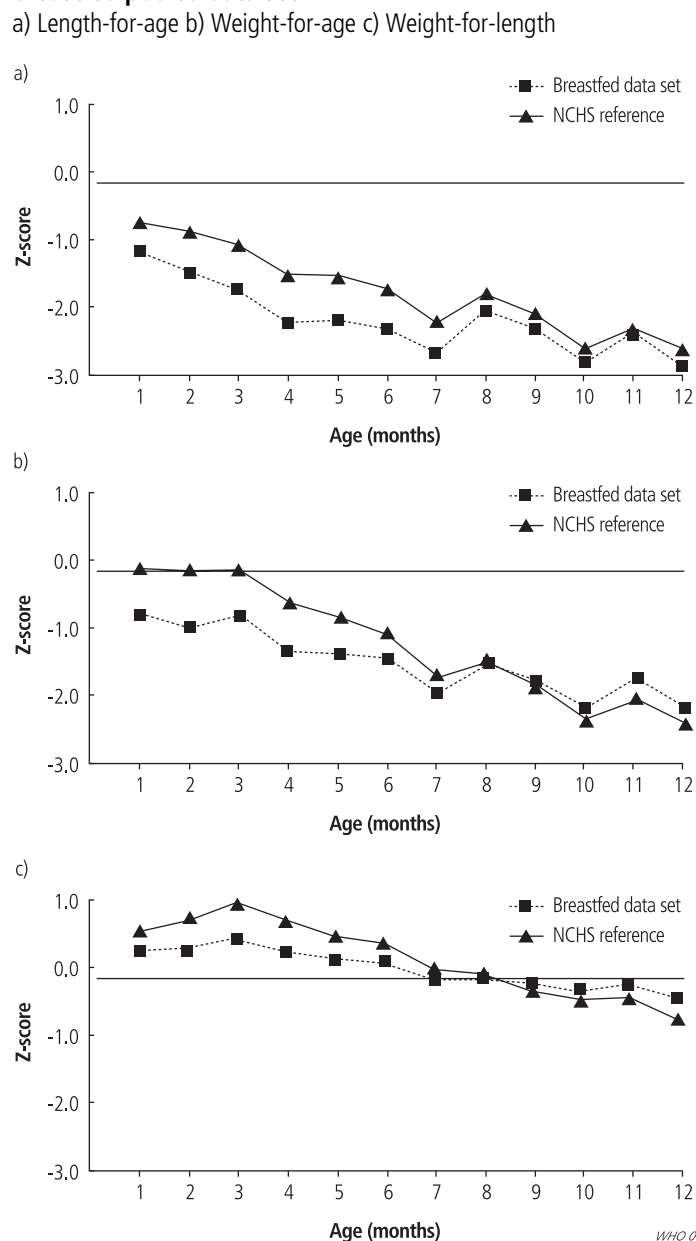 a) Length-for-age b) Weight-for-age c) Weight-for-length
a)
Breastfed data set
NCHS reference
1.0
0.0
-1.0
-2.0
-3.0
Z-score
1 2 3 4 5 6 7 8 9 10 11 12
Age (months)
b)
Breastfed data set
NCHS reference
1.0
0.0
-1.0
-2.0
-3.0
Z-score
1 2 3 4 5 6 7 8 9 10 11 12
Age (months)
c)
Breastfed data set
NCHS reference
1.0
0.0
-1.0
-2.0
-3.0
Z-score
1 2 3 4 5 6 7 8 9 10 11 12
Age (months)
WHO 0